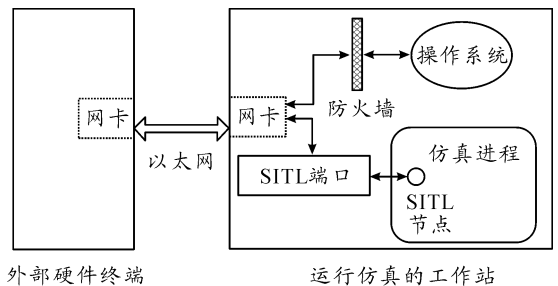 操作系统
网卡
网卡
防火墙
以太网
仿真进程
SITL端口
SITL
节点
外部硬件终端
运行仿真的工作站